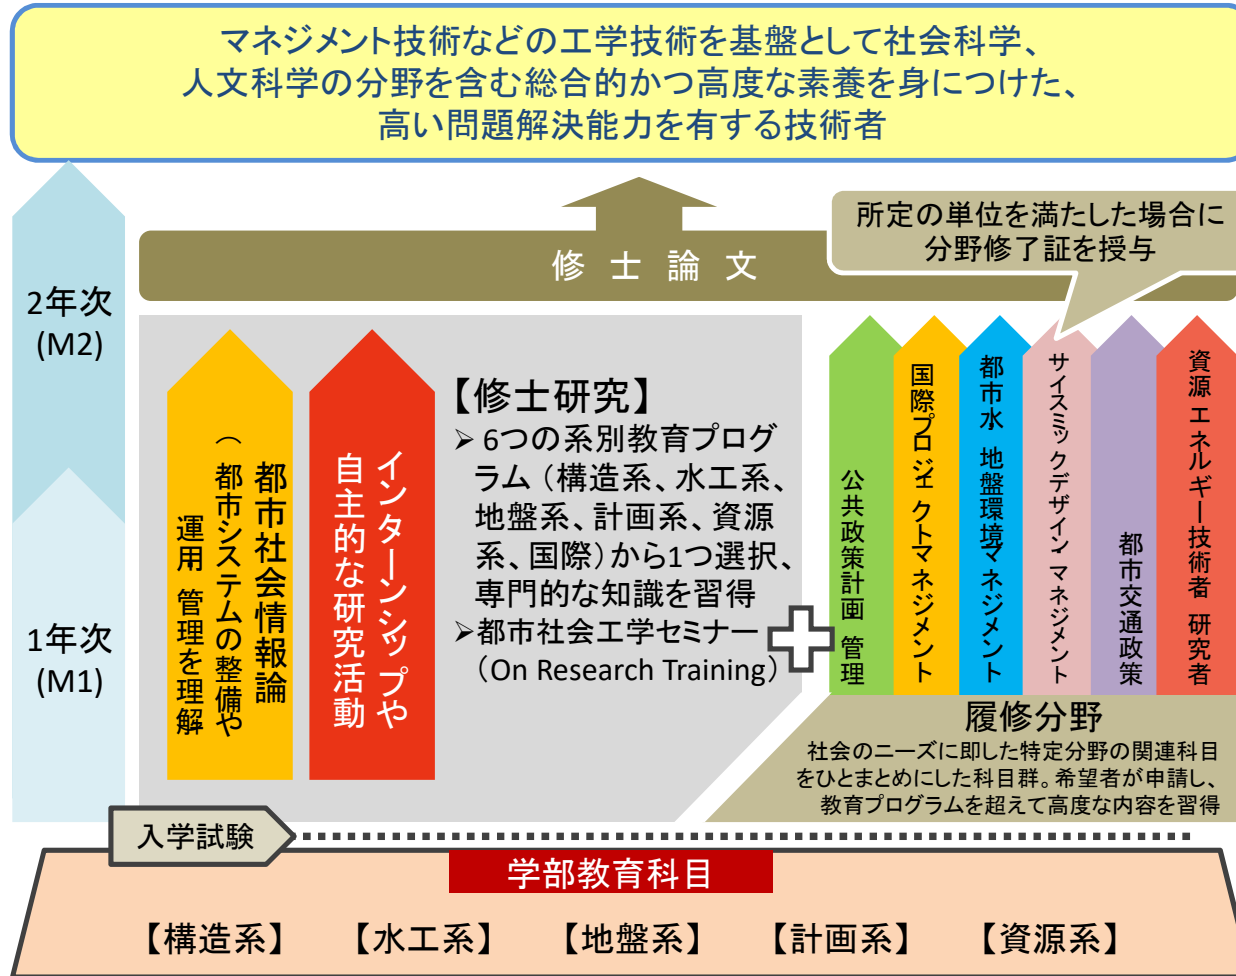 マネジメント技術などの工学技術を基盤として社会科学、
人文科学の分野を含む総合的かつ高度な素養を身につけた、
高い問題解決能力を有する技術者
所定の単位を満たした場合に
分野修了証を授与
修士論文
2年次
(M2)
1年次
(M1)
都市社会情報論
（都市システムの整備や
運用 管理を理解
インターンシップや
自主的な研究活動
【修士研究】
➢ 6つの系別教育プログ
ラム（構造系、水工系、
地盤系、計画系、資源
系、国際）から1つ選択、
専門的な知識を習得
➢都市社会工学セミナー
（On Research Training）
公共政策計画 管理
国際プロジェクトマネジメント
都市水 地盤環境マネジメント
サイスミックデザイン マネジメント
都市交通政策
資源 エネルギー技術者 研究者
履修分野
社会のニーズに即した特定分野の関連科目
をひとまとめにした科目群。希望者が申請し、
教育プログラムを超えて高度な内容を習得
入学試験
学部教育科目
【構造系】 【水工系】 【地盤系】 【計画系】 【資源系】